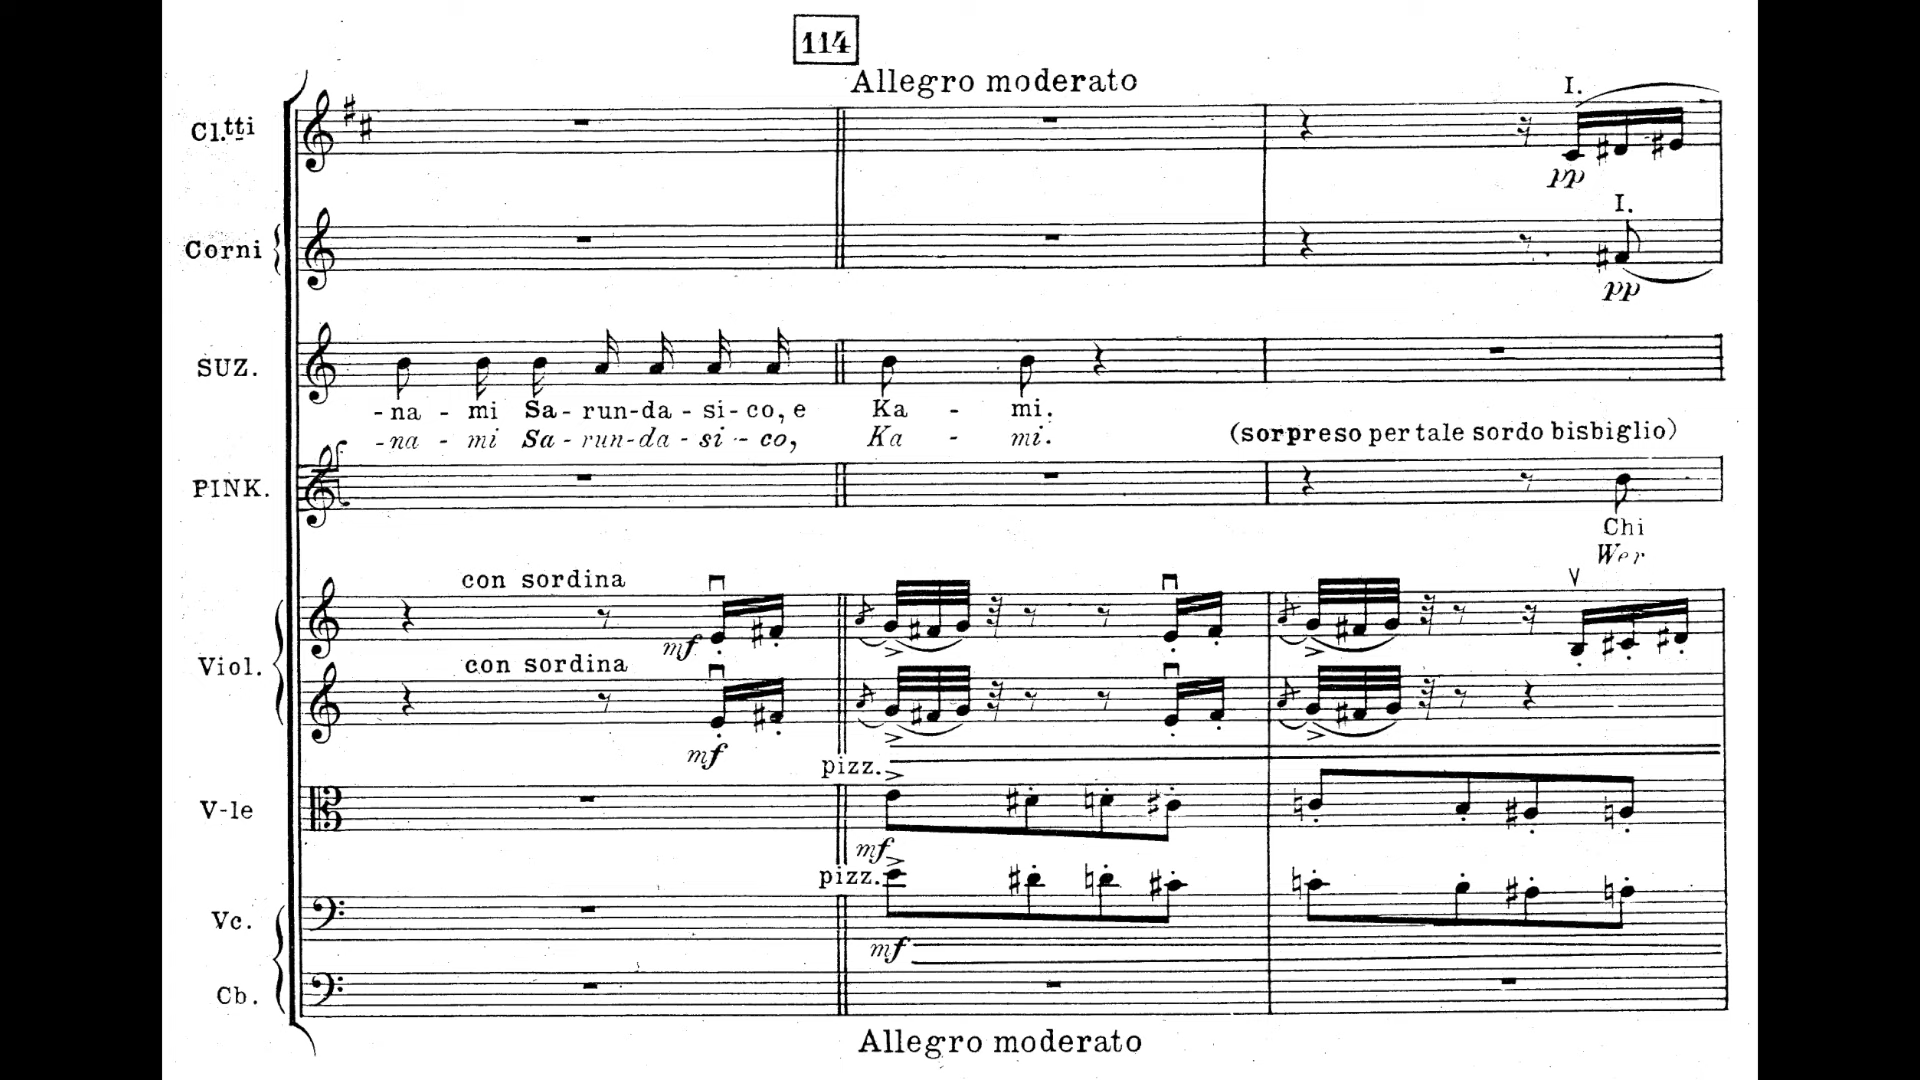 114
Allegro moderato
Cl.tti
I.
pp
Corni
I.
pp
SUZ.
-na - mi Sa-run-da-si-co, e Ka - mi.
-na - mi Sa-run-da-si-co, Ka - mi.
(sorpreso per tale sordo bisbiglio)
PINK.
Chi
Wer
Viol.
con sordina
mf
con sordina
mf
V-le
pizz.
mf
Vc.
pizz.
mf
Cb.
Allegro moderato